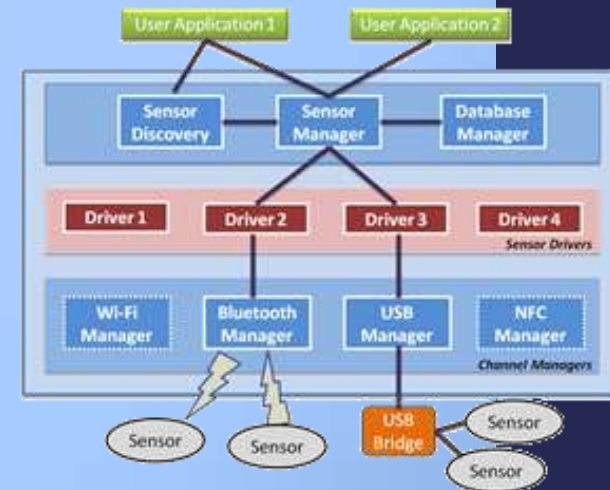 User Application 1
User Application 2
Sensor
Discovery
Sensor
Manager
Database
Manager
Driver 1
Driver 2
Driver 3
Driver 4
Sensor Drivers
Wi-Fi
Manager
Bluetooth
Manager
USB
Manager
NFC
Manager
Channel Managers
Sensor
Sensor
USB
Bridge
Sensor
Sensor